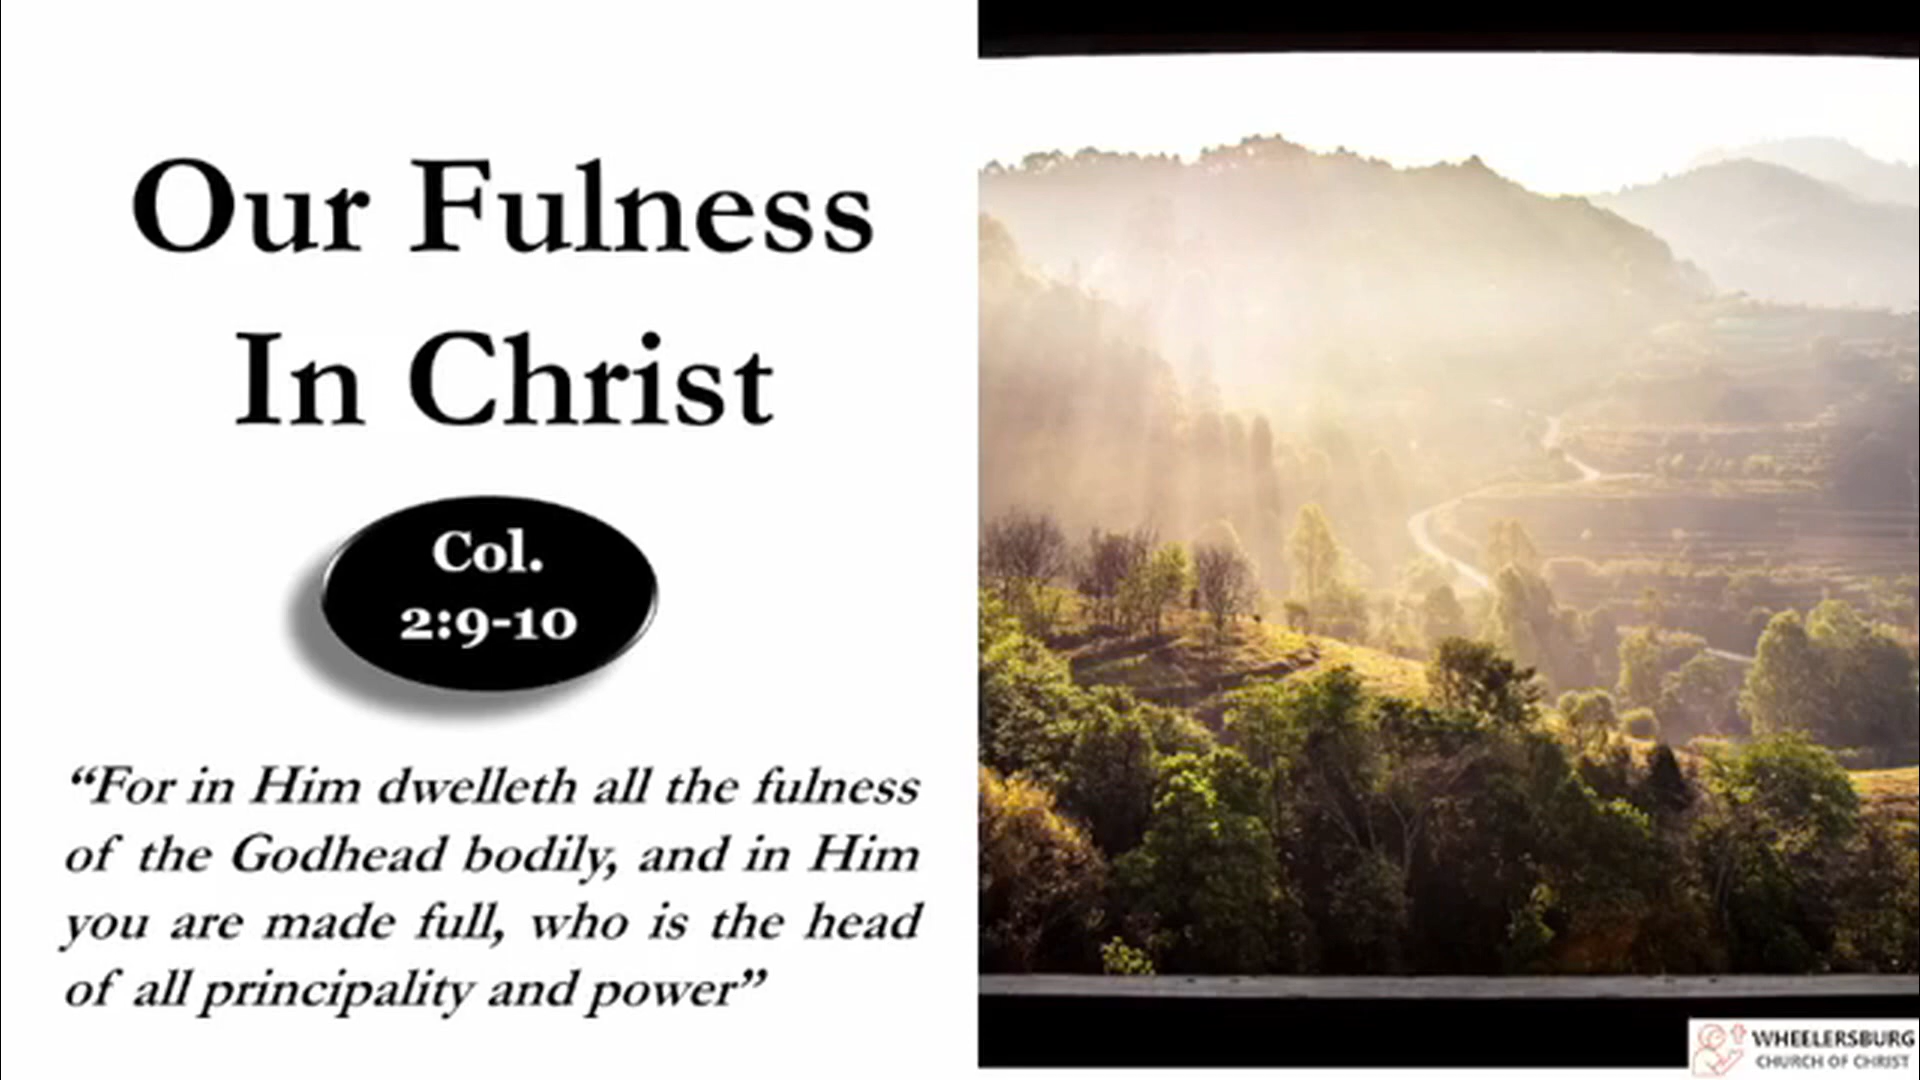 Our Fulness
In Christ
Col.
2:9-10
“For in Him dwelleth all the fulness
of the Godhead bodily, and in Him
you are made full, who is the head
of all principality and power”
WHEELERSBURG
CHURCH OF CHRIST